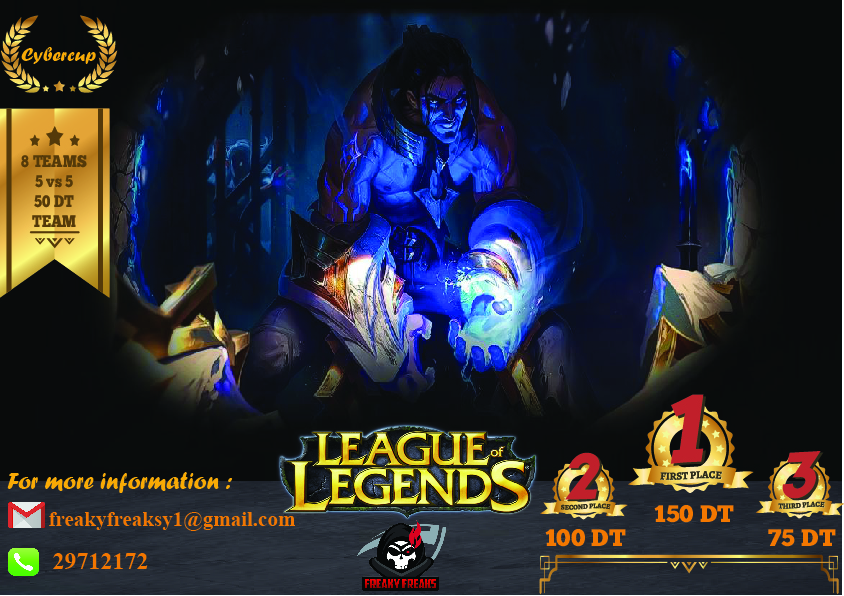 Cybercup
8 TEAMS
5 vs 5
50 DT
TEAM
LEAGUE of
LEGENDS
For more information :
freakyfreaksy1@gmail.com
29712172
FREAKY FREAKS
2
SECOND PLACE
100 DT
1
FIRST PLACE
150 DT
3
THIRD PLACE
75 DT